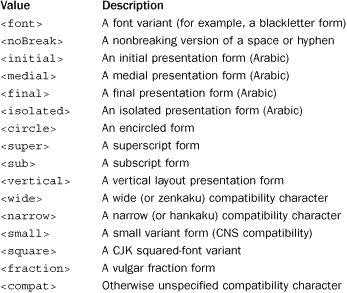 Value Description
<font> A font variant (for example, a blackletter form)
<noBreak> A nonbreaking version of a space or hyphen
<initial> An initial presentation form (Arabic)
<medial> A medial presentation form (Arabic)
<final> A final presentation form (Arabic)
<isolated> An isolated presentation form (Arabic)
<circle> An encircled form
<super> A superscript form
<sub> A subscript form
<vertical> A vertical layout presentation form
<wide> A wide (or zenkaku) compatibility character
<narrow> A narrow (or hankaku) compatibility character
<small> A small variant form (CNS compatibility)
<square> A CJK squared-font variant
<fraction> A vulgar fraction form
<compat> Otherwise unspecified compatibility character